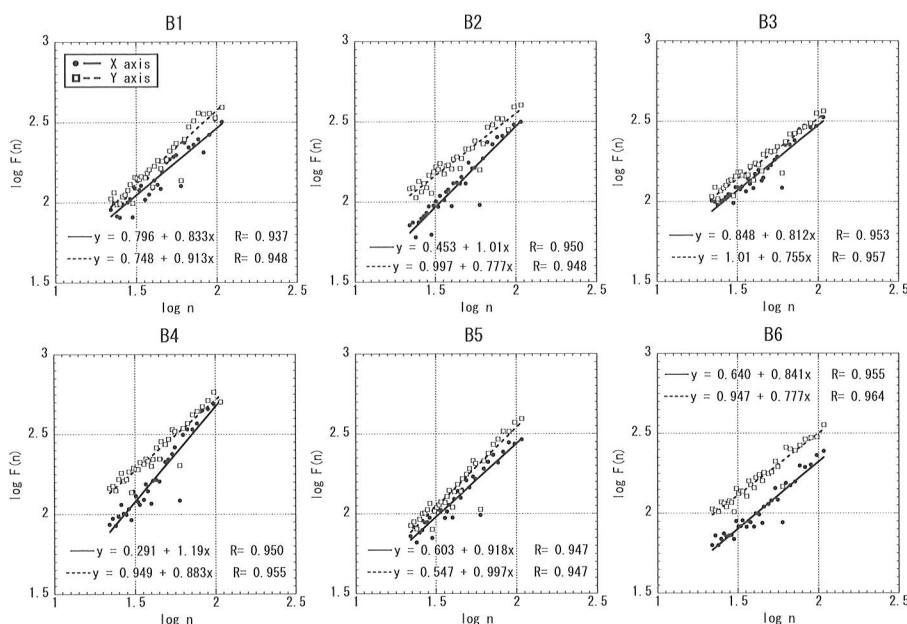 B1
3
X axis
Y axis
2.5
log F(n)
2
y = 0.796 + 0.833x R= 0.937
y = 0.748 + 0.913x R= 0.948
1.5
1 1.5 2 2.5
log n
B2
3
2.5
log F(n)
2
y = 0.453 + 1.01x R= 0.950
y = 0.997 + 0.777x R= 0.948
1.5
1 1.5 2 2.5
log n
B3
3
2.5
log F(n)
2
y = 0.848 + 0.812x R= 0.953
y = 1.01 + 0.755x R= 0.957
1.5
1 1.5 2 2.5
log n
B4
3
2.5
log F(n)
2
y = 0.291 + 1.19x R= 0.950
y = 0.949 + 0.883x R= 0.955
1.5
1 1.5 2 2.5
log n
B5
3
2.5
log F(n)
2
y = 0.603 + 0.918x R= 0.947
y = 0.547 + 0.997x R= 0.947
1.5
1 1.5 2 2.5
log n
B6
3
y = 0.640 + 0.841x R= 0.955
y = 0.947 + 0.777x R= 0.964
2.5
log F(n)
2
1.5
1 1.5 2 2.5
log n